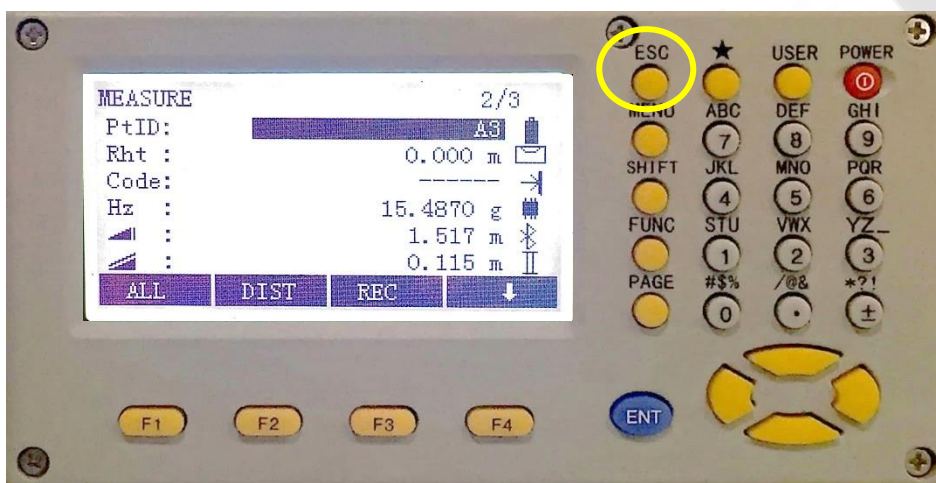 MEASURE 2/3
PtID: A3
Rht : 0.000 m
Code: ------
Hz : 15.4870 g
: 1.517 m
: 0.115 m
ALL DIST REC
F1 F2 F3 F4
ESC ★ USER POWER
MENU ABC DEF GHI
7 8 9
SHIFT JKL MNO PQR
4 5 6
FUNC STU VWX YZ_
1 2 3
PAGE #$% /@& *?!
0 . ±
ENT